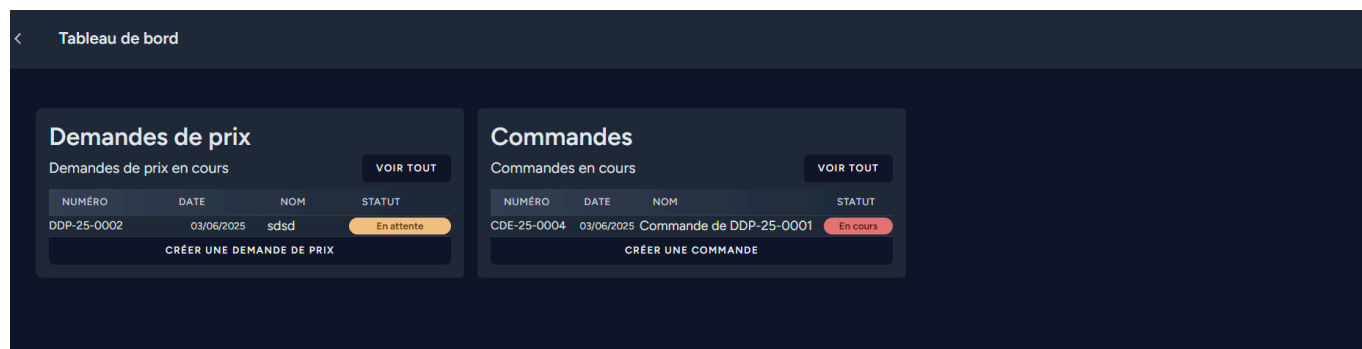 Tableau de bord
Demandes de prix
Demandes de prix en cours
VOIR TOUT
NUMÉRO DATE NOM STATUT
DDP-25-0002 03/06/2025 sdsd En attente
CRÉER UNE DEMANDE DE PRIX
Commandes
Commandes en cours
VOIR TOUT
NUMÉRO DATE NOM STATUT
CDE-25-0004 03/06/2025 Commande de DDP-25-0001 En cours
CRÉER UNE COMMANDE